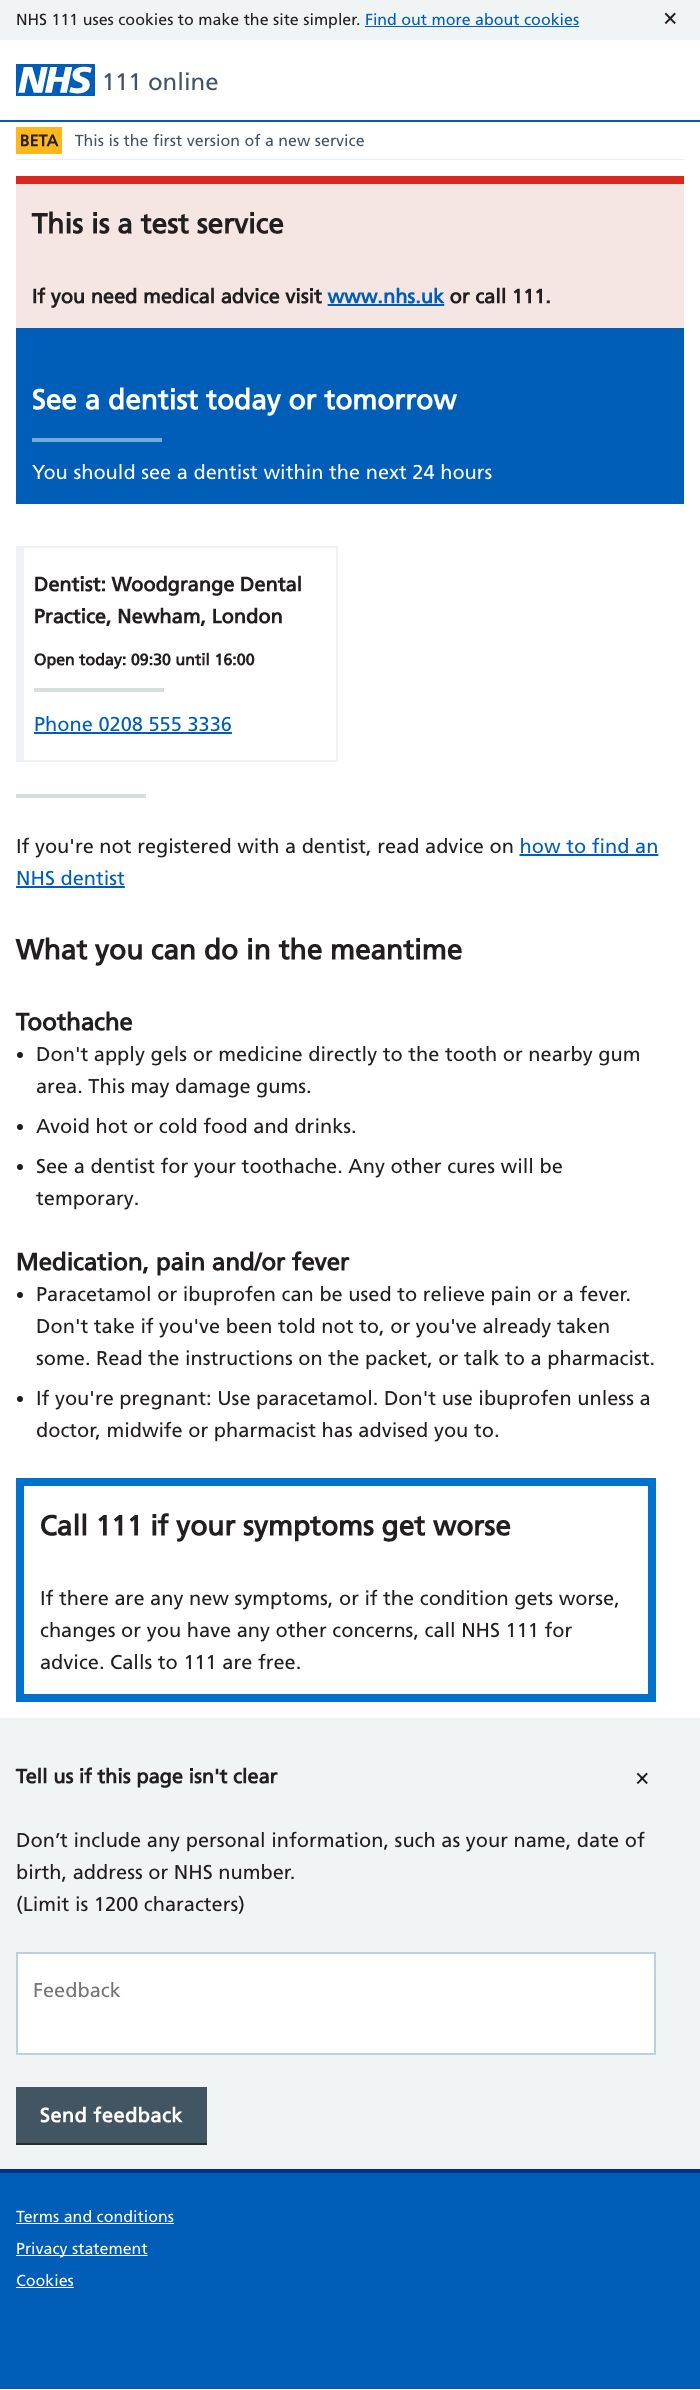 NHS 111 uses cookies to make the site simpler. Find out more about cookies ✕
NHS 111 online
BETA This is the first version of a new service
This is a test service
If you need medical advice visit www.nhs.uk or call 111.
See a dentist today or tomorrow
You should see a dentist within the next 24 hours
Dentist: Woodgrange Dental
Practice, Newham, London
Open today: 09:30 until 16:00
Phone 0208 555 3336
If you're not registered with a dentist, read advice on how to find an
NHS dentist
What you can do in the meantime
Toothache
• Don't apply gels or medicine directly to the tooth or nearby gum
area. This may damage gums.
• Avoid hot or cold food and drinks.
• See a dentist for your toothache. Any other cures will be
temporary.
Medication, pain and/or fever
• Paracetamol or ibuprofen can be used to relieve pain or a fever.
Don't take if you've been told not to, or you've already taken
some. Read the instructions on the packet, or talk to a pharmacist.
• If you're pregnant: Use paracetamol. Don't use ibuprofen unless a
doctor, midwife or pharmacist has advised you to.
Call 111 if your symptoms get worse
If there are any new symptoms, or if the condition gets worse,
changes or you have any other concerns, call NHS 111 for
advice. Calls to 111 are free.
Tell us if this page isn't clear ✕
Don’t include any personal information, such as your name, date of
birth, address or NHS number.
(Limit is 1200 characters)
Feedback
Send feedback
Terms and conditions
Privacy statement
Cookies